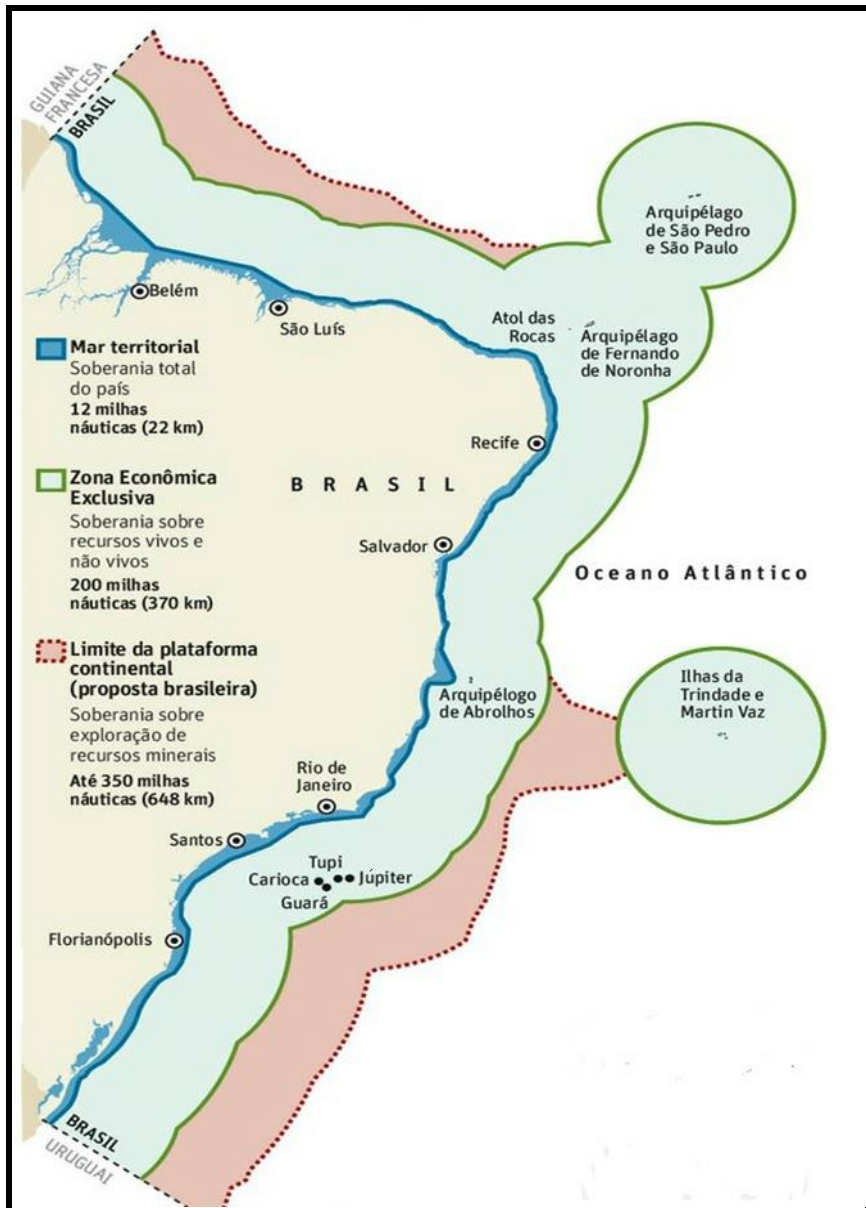 GUIANA
FRANCESA
BRASIL
Arquipélago
de São Pedro
e São Paulo
Belém
São Luís
Atol das
Rocas
Arquipélago
de Fernando
de Noronha
Mar territorial
Soberania total
do país
12 milhas
náuticas (22 km)
Recife
BRASIL
Zona Econômica
Exclusiva
Soberania sobre
recursos vivos e
não vivos
200 milhas
náuticas (370 km)
Salvador
Oceano Atlântico
Limite da plataforma
continental
(proposta brasileira)
Soberania sobre
exploração de
recursos minerais
Até 350 milhas
náuticas (648 km)
Arquipélogo
de Abrolhos
Ilhas da
Trindade e
Martin Vaz
Rio de
Janeiro
Santos
Tupi
Carioca
Júpiter
Guará
Florianópolis
BRASIL
URUGUAI